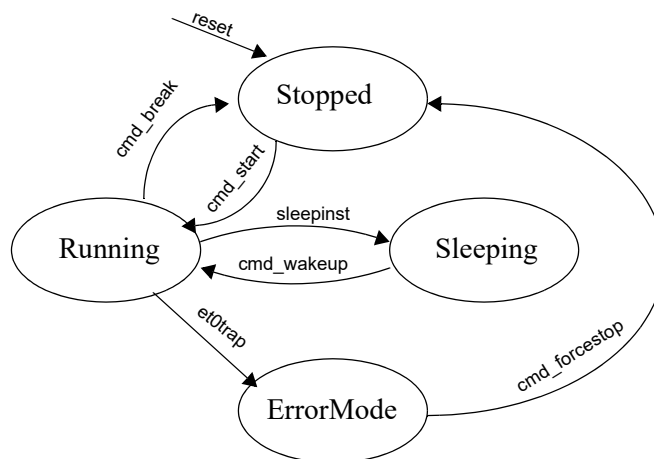 reset
Stopped
cmd_break
cmd_start
sleepinst
Running
Sleeping
cmd_wakeup
et0trap
cmd_forcestop
ErrorMode